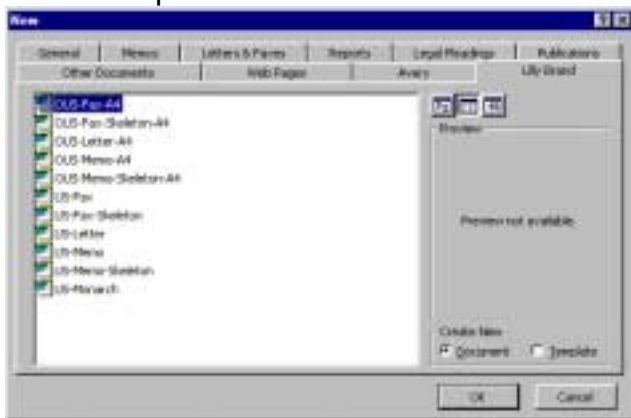 New
General Memos Letters & Faxes Reports Legal Pleadings Publications
Other Documents Web Pages Avery Lilly Brand
OUS-Fax-A4
OUS-Fax-Skeleton-A4
OUS-Letter-A4
OUS-Memo-A4
OUS-Memo-Skeleton-A4
US-Fax
US-Fax-Skeleton
US-Letter
US-Memo
US-Memo-Skeleton
US-Monarch
Preview
Preview not available.
Create New
Document Template
OK Cancel